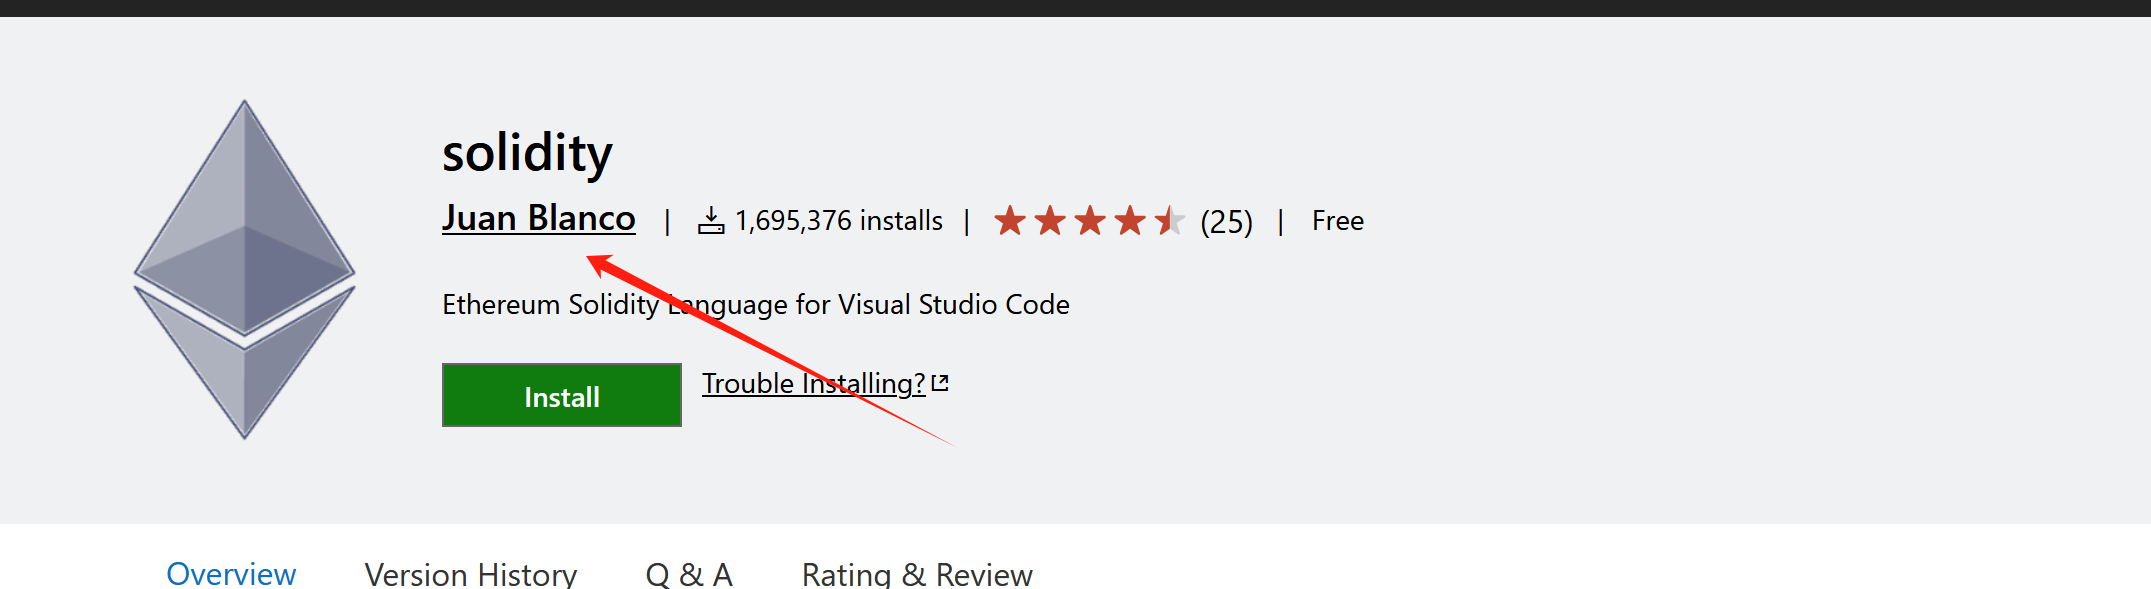 solidity
Juan Blanco | 1,695,376 installs | (25) | Free
Ethereum Solidity Language for Visual Studio Code
Install Trouble Installing?
Overview Version History Q & A Rating & Review